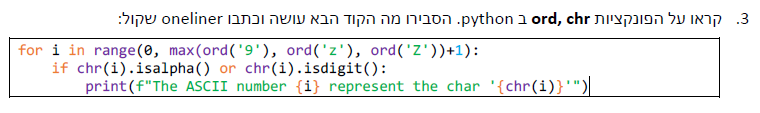 3. קראו על הפונקציות ord, chr ב python. הסבירו מה הקוד הבא עושה וכתבו oneliner שקול:
for i in range(0, max(ord('9'), ord('z'), ord('Z'))+1):
    if chr(i).isalpha() or chr(i).isdigit():
        print(f"The ASCII number {i} represent the char '{chr(i)}'")